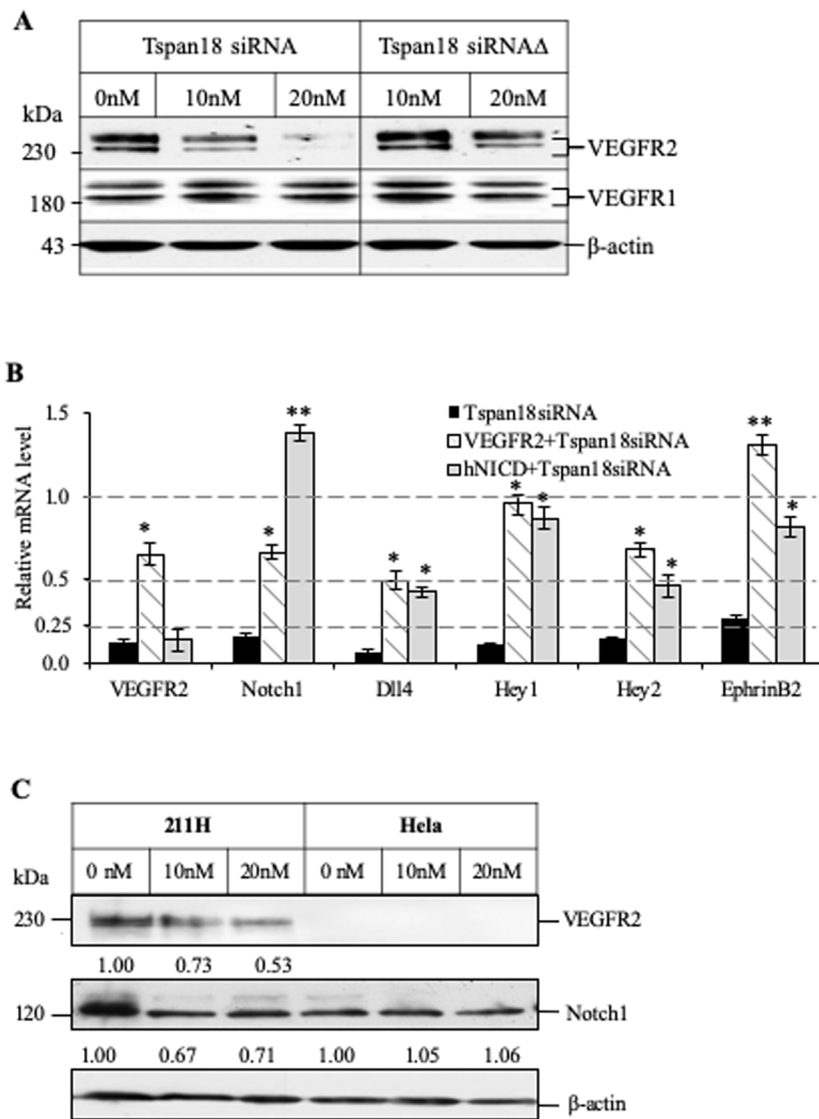 A
Tspan18 siRNA Tspan18 siRNAΔ
0nM 10nM 20nM 10nM 20nM
kDa
230 VEGFR2
180 VEGFR1
43 β-actin
B
Relative mRNA level
1.5
1.0
0.5
0.25
0.0
Tspan18siRNA
VEGFR2+Tspan18siRNA
hNICD+Tspan18siRNA
* * ** * * * * * * ** *
VEGFR2 Notch1 Dll4 Hey1 Hey2 EphrinB2
C
211H Hela
0 nM 10nM 20nM 0 nM 10nM 20nM
kDa
230 VEGFR2
1.00 0.73 0.53
120 Notch1
1.00 0.67 0.71 1.00 1.05 1.06
β-actin